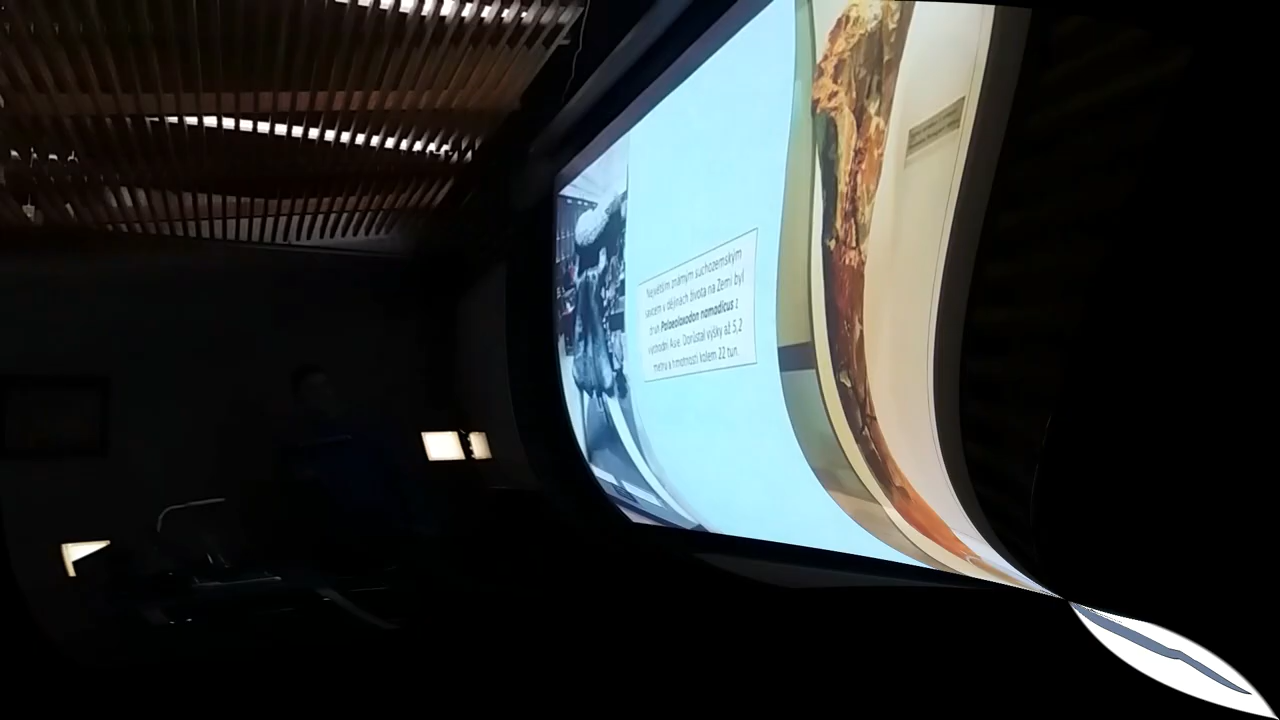 Největším známým suchozemským
savcem v dějinách života na Zemi byl
druh Palaeoloxodon namadicus z
východní Asie. Dorůstal výšky až 5,2
metru a hmotnosti kolem 22 tun.